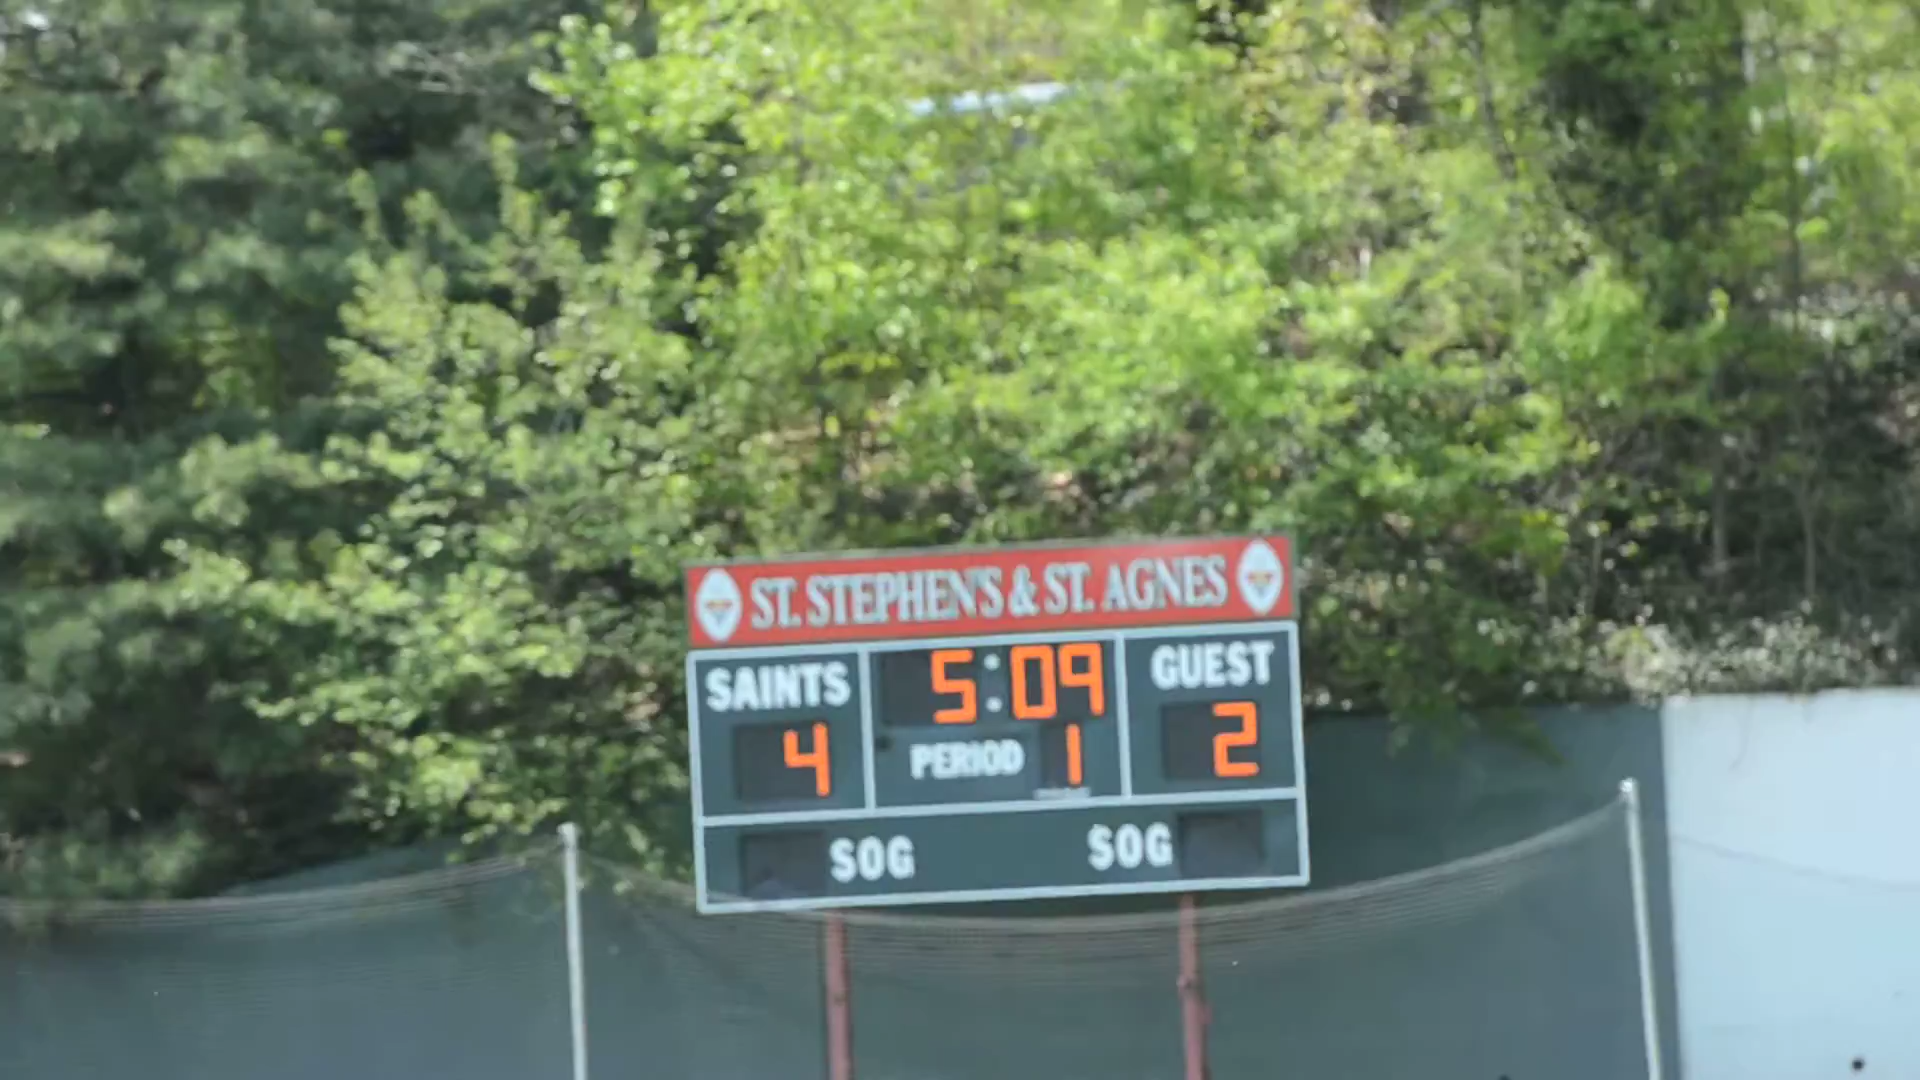 ST. STEPHEN'S & ST. AGNES
SAINTS 5:09 GUEST
4 PERIOD 1 2
SOG SOG